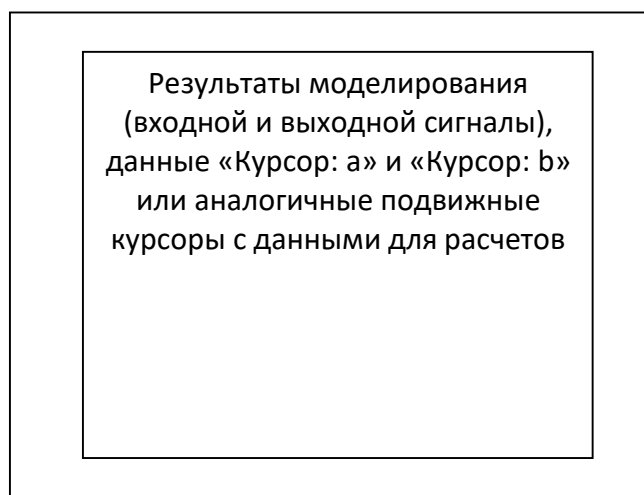 Результаты моделирования
(входной и выходной сигналы),
данные «Курсор: a» и «Курсор: b»
или аналогичные подвижные
курсоры с данными для расчетов